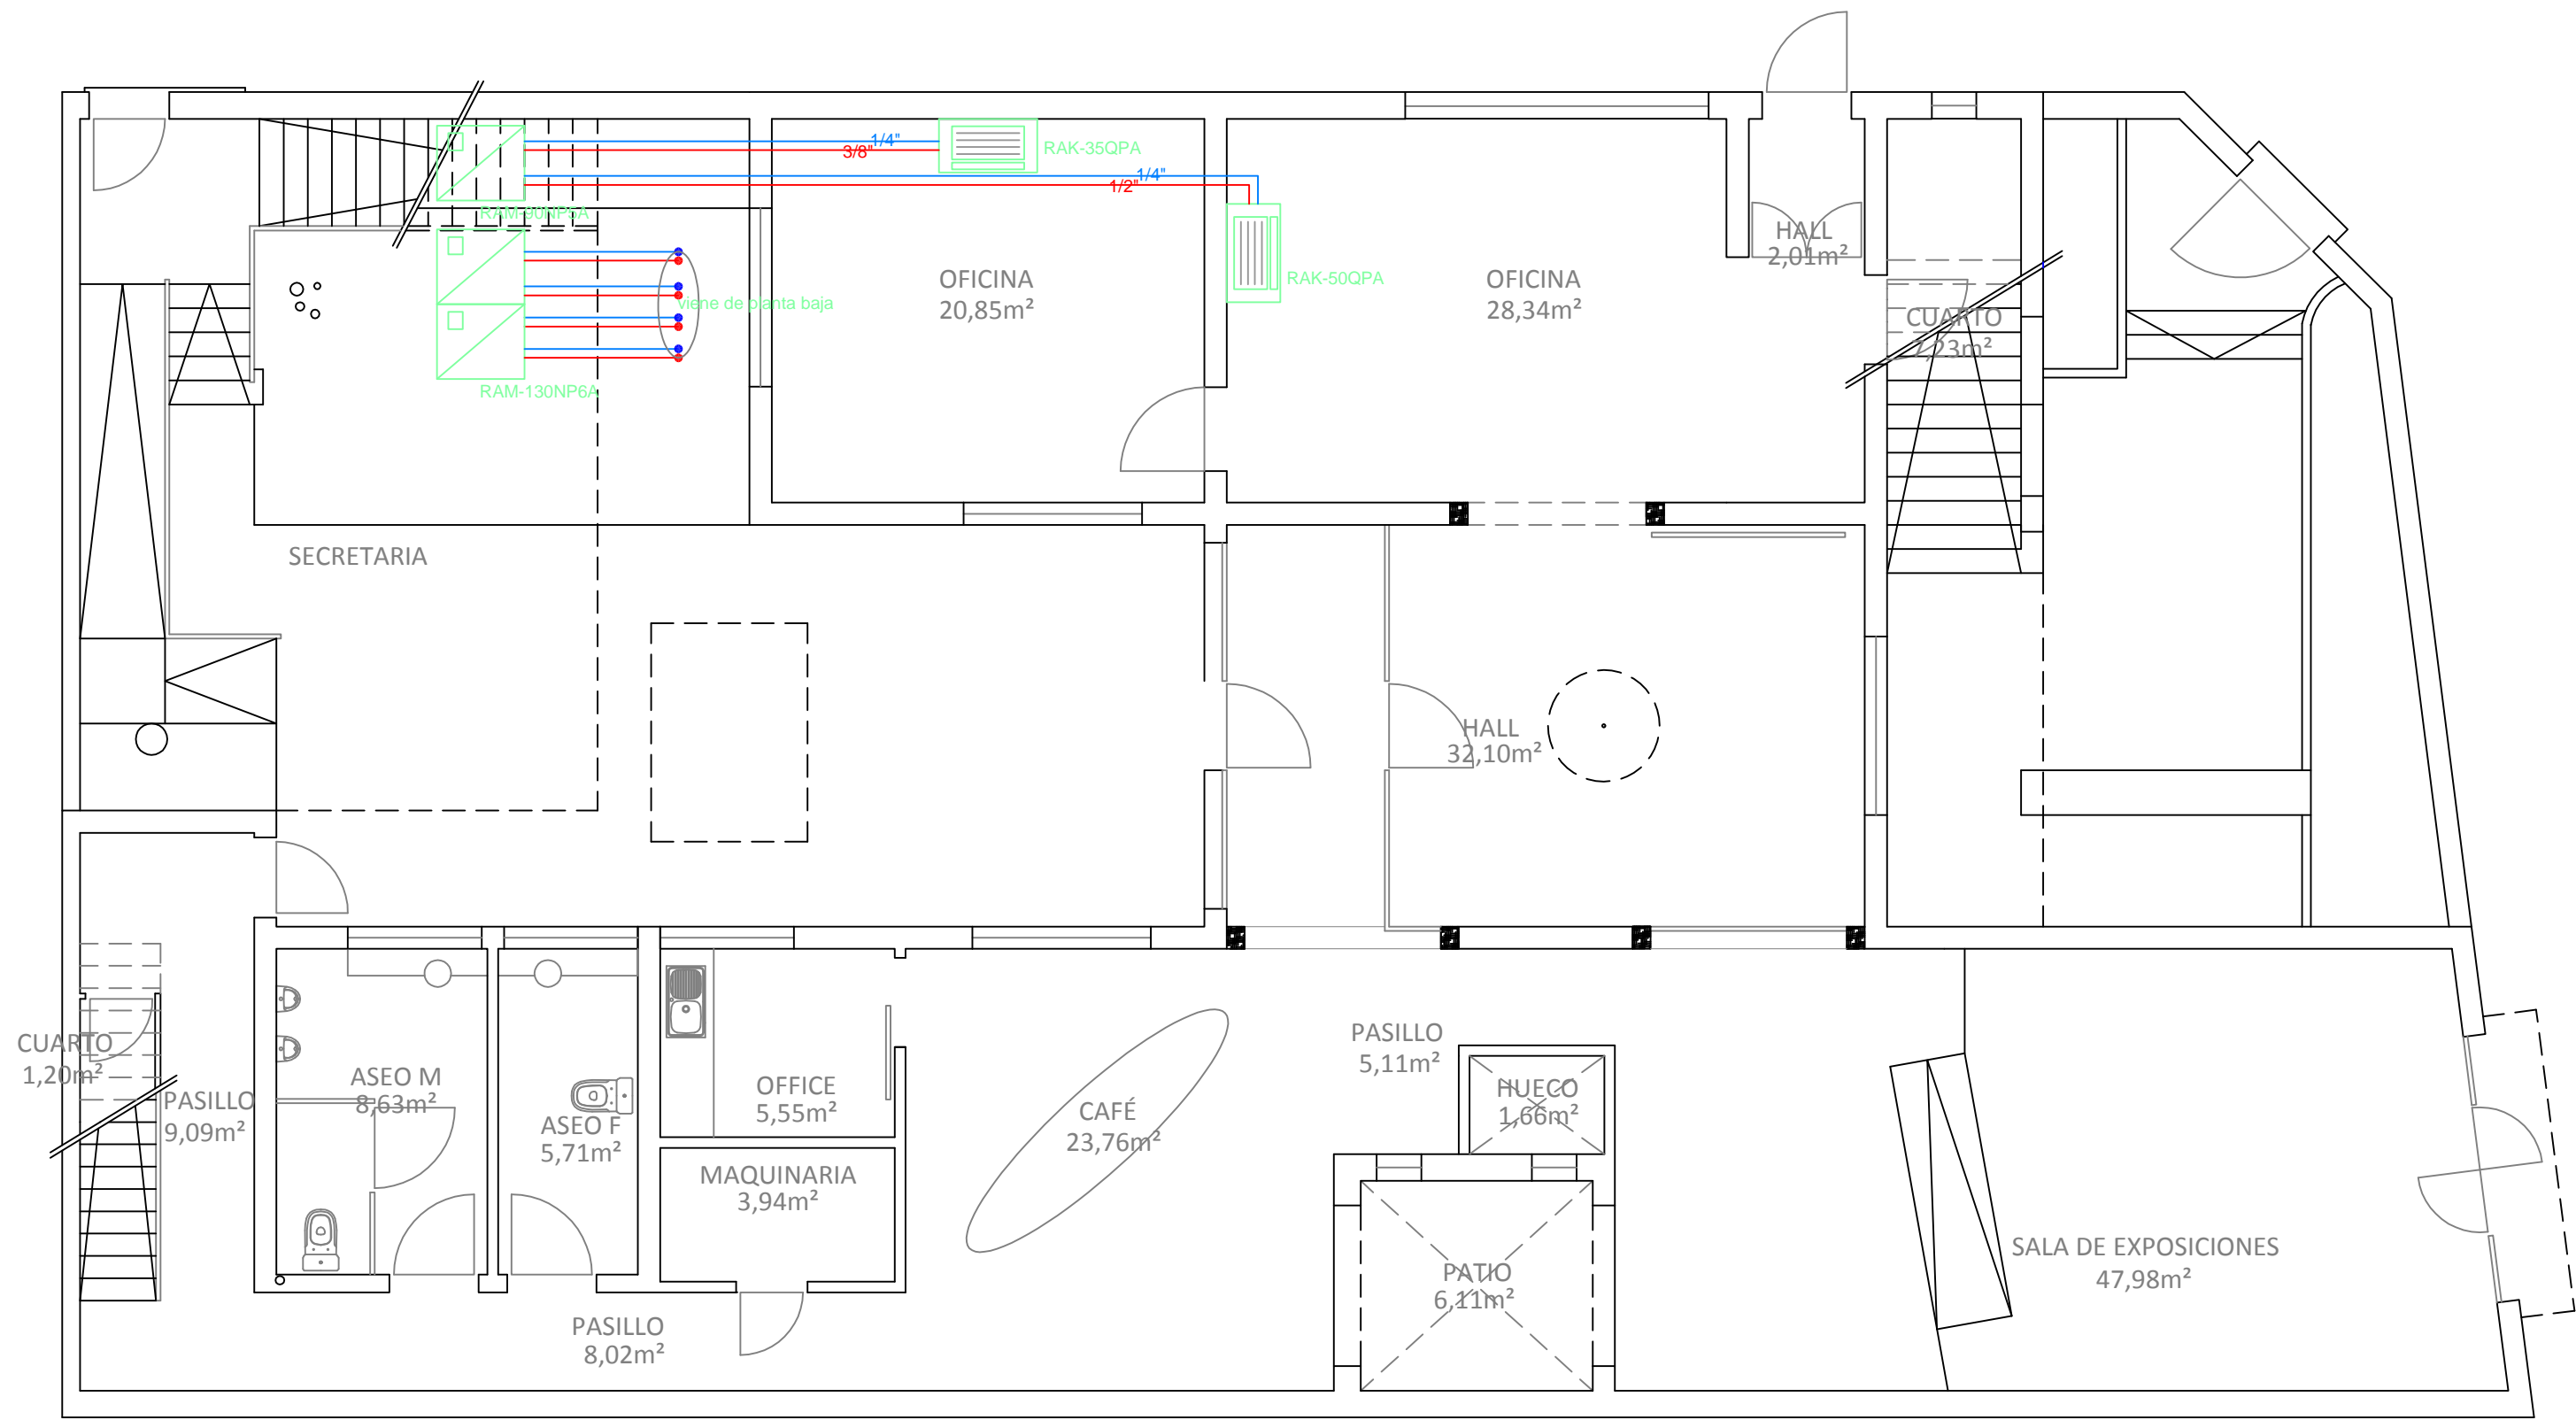 1/4"
3/8"
RAK-35QPA
1/4"
1/2"
RAM-90NP5A
HALL
2,01m²
OFICINA
20,85m²
RAK-50QPA
OFICINA
28,34m²
viene de planta baja
CUARTO
7,23m²
RAM-130NP6A
SECRETARIA
HALL
32,10m²
CUARTO
1,20m²
PASILLO
9,09m²
ASEO M
8,63m²
ASEO F
5,71m²
OFFICE
5,55m²
MAQUINARIA
3,94m²
CAFÉ
23,76m²
PASILLO
5,11m²
HUECO
1,66m²
PATIO
6,11m²
SALA DE EXPOSICIONES
47,98m²
PASILLO
8,02m²